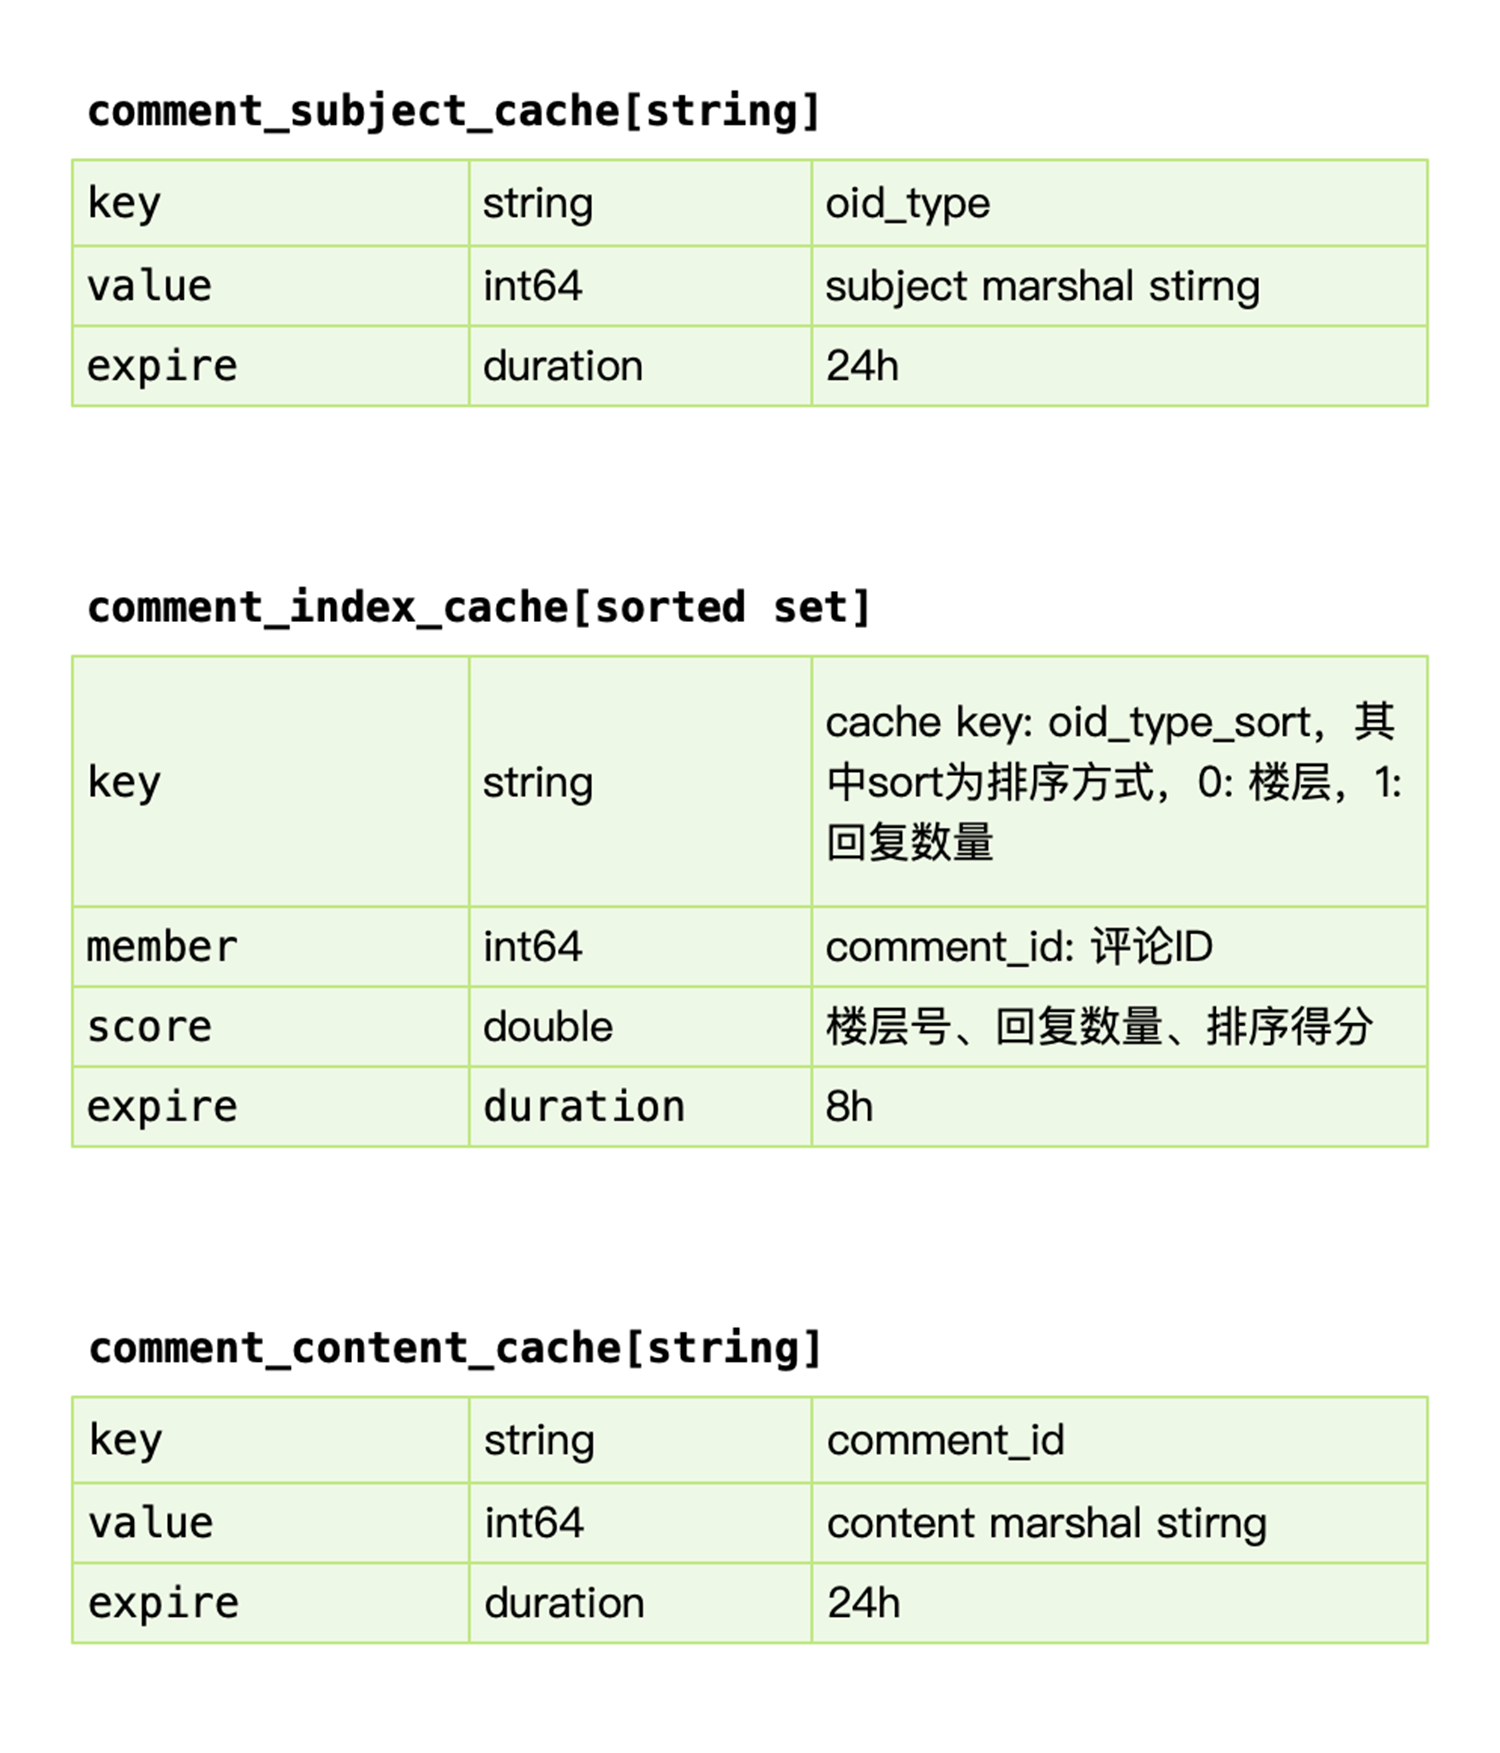 comment_subject_cache[string]
key string oid_type
value int64 subject marshal stirng
expire duration 24h
comment_index_cache[sorted set]
key string cache key: oid_type_sort，其
中sort为排序方式，0: 楼层，1:
回复数量
member int64 comment_id: 评论ID
score double 楼层号、回复数量、排序得分
expire duration 8h
comment_content_cache[string]
key string comment_id
value int64 content marshal stirng
expire duration 24h